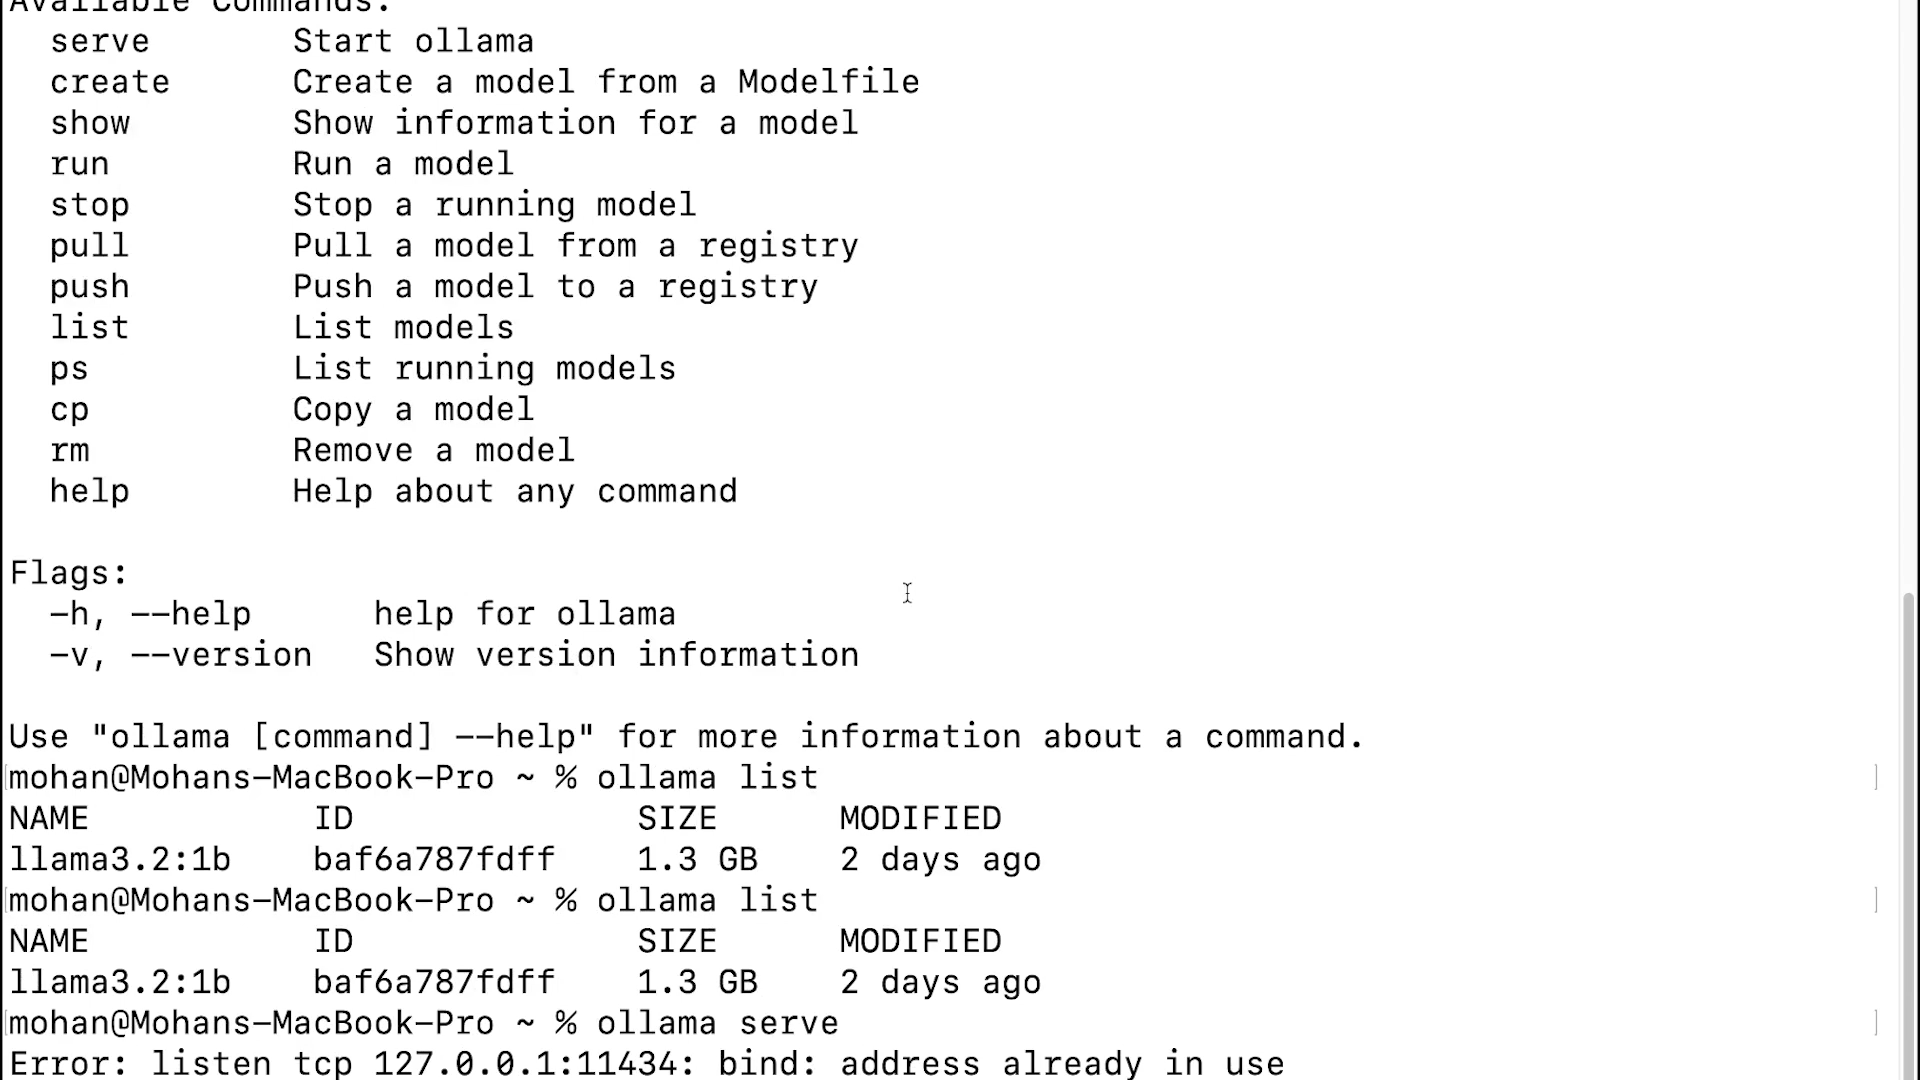 Available Commands:
serve Start ollama
create Create a model from a Modelfile
show Show information for a model
run Run a model
stop Stop a running model
pull Pull a model from a registry
push Push a model to a registry
list List models
ps List running models
cp Copy a model
rm Remove a model
help Help about any command
Flags:
-h, --help help for ollama
-v, --version Show version information
Use "ollama [command] --help" for more information about a command.
[mohan@Mohans-MacBook-Pro ~ % ollama list ]
NAME ID SIZE MODIFIED
llama3.2:1b baf6a787fdff 1.3 GB 2 days ago
[mohan@Mohans-MacBook-Pro ~ % ollama list ]
NAME ID SIZE MODIFIED
llama3.2:1b baf6a787fdff 1.3 GB 2 days ago
[mohan@Mohans-MacBook-Pro ~ % ollama serve ]
Error: listen tcp 127.0.0.1:11434: bind: address already in use